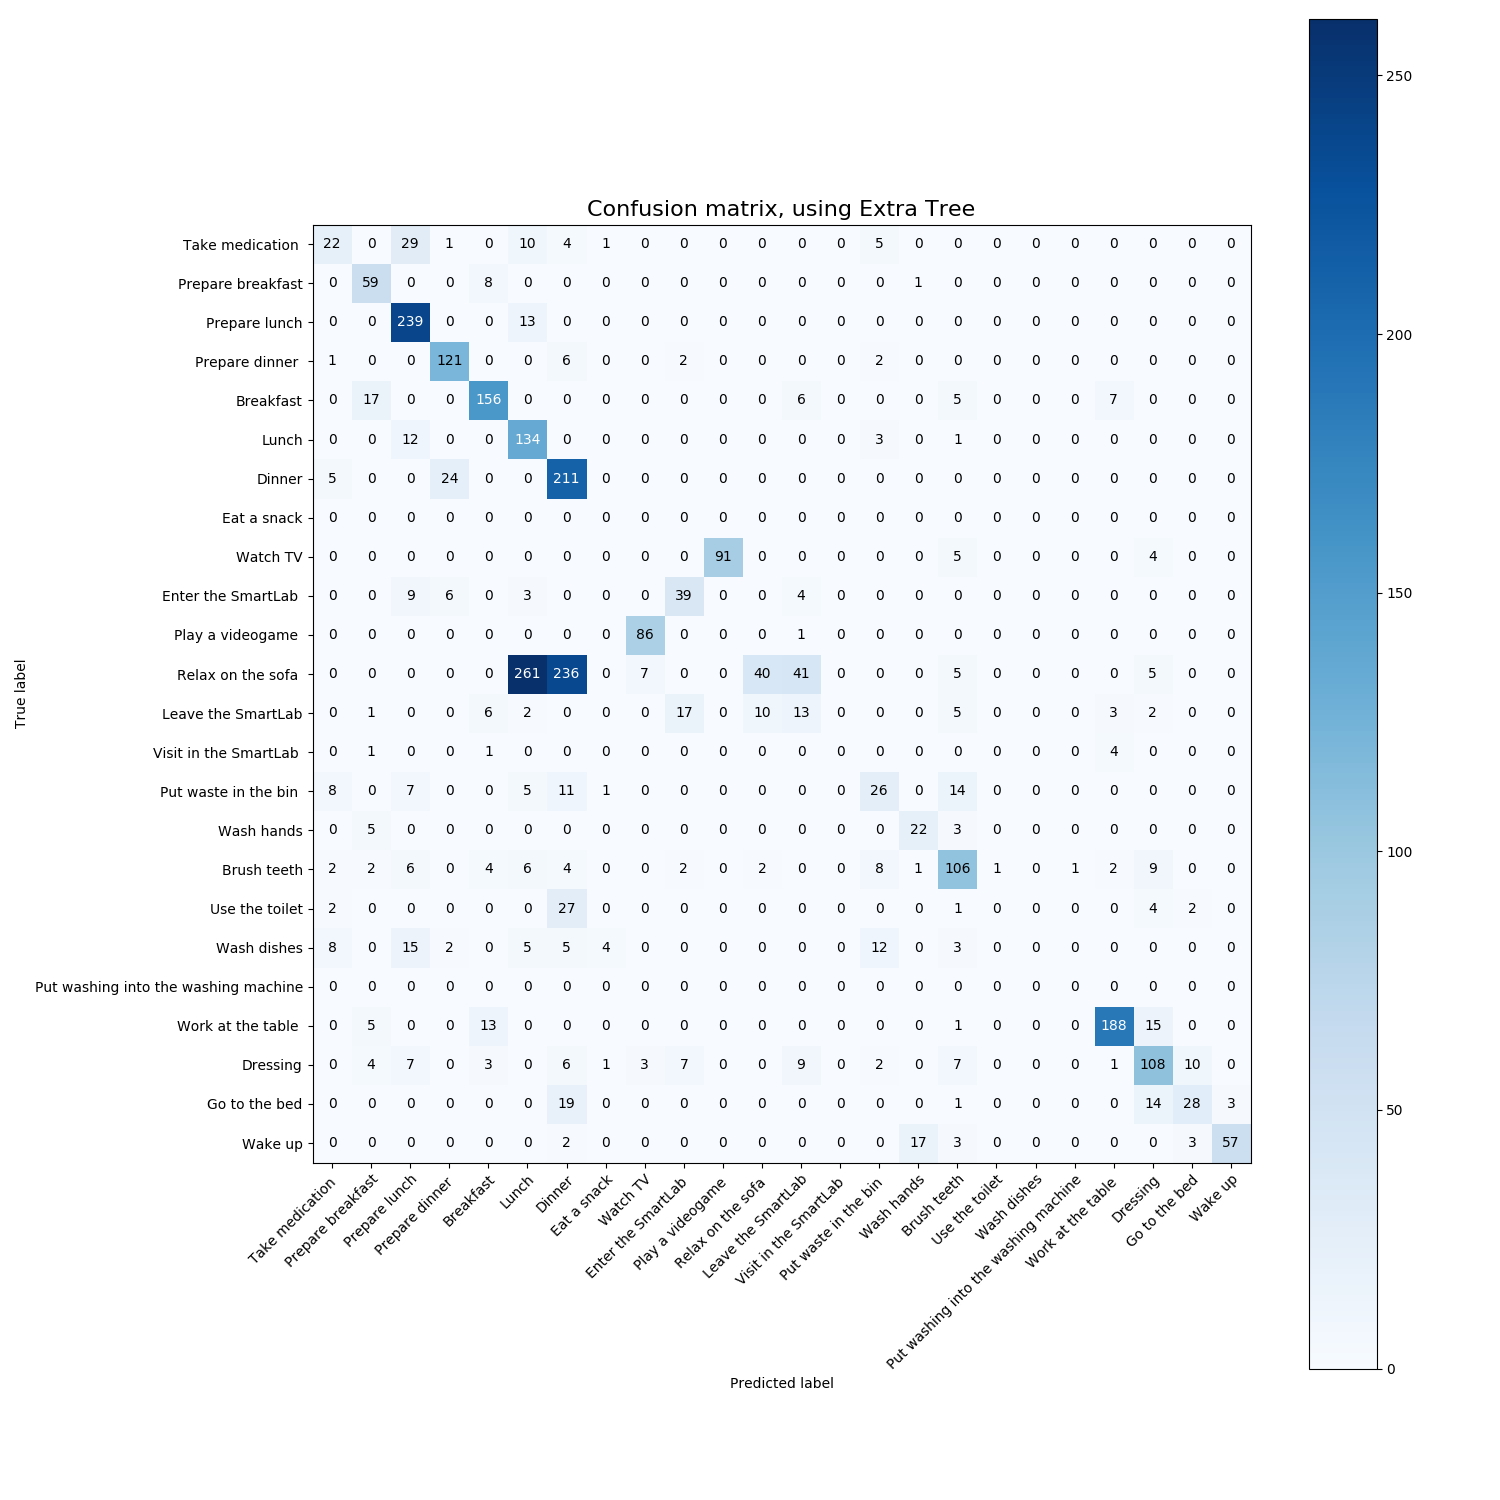 Confusion matrix, using Extra Tree
Take medication 22 0 29 1 0 10 4 1 0 0 0 0 0 0 5 0 0 0 0 0 0 0 0 0
Prepare breakfast 0 59 0 0 8 0 0 0 0 0 0 0 0 0 0 1 0 0 0 0 0 0 0 0
Prepare lunch 0 0 239 0 0 13 0 0 0 0 0 0 0 0 0 0 0 0 0 0 0 0 0 0
Prepare dinner 1 0 0 121 0 0 6 0 0 2 0 0 0 0 2 0 0 0 0 0 0 0 0 0
Breakfast 0 17 0 0 156 0 0 0 0 0 0 0 6 0 0 0 5 0 0 0 7 0 0 0
Lunch 0 0 12 0 0 134 0 0 0 0 0 0 0 0 3 0 1 0 0 0 0 0 0 0
Dinner 5 0 0 24 0 0 211 0 0 0 0 0 0 0 0 0 0 0 0 0 0 0 0 0
Eat a snack 0 0 0 0 0 0 0 0 0 0 0 0 0 0 0 0 0 0 0 0 0 0 0 0
Watch TV 0 0 0 0 0 0 0 0 0 0 91 0 0 0 0 0 5 0 0 0 0 4 0 0
Enter the SmartLab 0 0 9 6 0 3 0 0 0 39 0 0 4 0 0 0 0 0 0 0 0 0 0 0
Play a videogame 0 0 0 0 0 0 0 0 86 0 0 0 1 0 0 0 0 0 0 0 0 0 0 0
Relax on the sofa 0 0 0 0 0 261 236 0 7 0 0 40 41 0 0 0 5 0 0 0 0 5 0 0
Leave the SmartLab 0 1 0 0 6 2 0 0 0 17 0 10 13 0 0 0 5 0 0 0 3 2 0 0
Visit in the SmartLab 0 1 0 0 1 0 0 0 0 0 0 0 0 0 0 0 0 0 0 0 4 0 0 0
Put waste in the bin 8 0 7 0 0 5 11 1 0 0 0 0 0 0 26 0 14 0 0 0 0 0 0 0
Wash hands 0 5 0 0 0 0 0 0 0 0 0 0 0 0 0 22 3 0 0 0 0 0 0 0
Brush teeth 2 2 6 0 4 6 4 0 0 2 0 2 0 0 8 1 106 1 0 1 2 9 0 0
Use the toilet 2 0 0 0 0 0 27 0 0 0 0 0 0 0 0 0 1 0 0 0 0 4 2 0
Wash dishes 8 0 15 2 0 5 5 4 0 0 0 0 0 0 12 0 3 0 0 0 0 0 0 0
Put washing into the washing machine 0 0 0 0 0 0 0 0 0 0 0 0 0 0 0 0 0 0 0 0 0 0 0 0
Work at the table 0 5 0 0 13 0 0 0 0 0 0 0 0 0 0 0 1 0 0 0 188 15 0 0
Dressing 0 4 7 0 3 0 6 1 3 7 0 0 9 0 2 0 7 0 0 0 1 108 10 0
Go to the bed 0 0 0 0 0 0 19 0 0 0 0 0 0 0 0 0 1 0 0 0 0 14 28 3
Wake up 0 0 0 0 0 0 2 0 0 0 0 0 0 0 0 17 3 0 0 0 0 0 3 57
True label
Take medication
Prepare breakfast
Prepare lunch
Prepare dinner
Breakfast
Lunch
Dinner
Eat a snack
Watch TV
Enter the SmartLab
Play a videogame
Relax on the sofa
Leave the SmartLab
Visit in the SmartLab
Put waste in the bin
Wash hands
Brush teeth
Use the toilet
Wash dishes
Put washing into the washing machine
Work at the table
Dressing
Go to the bed
Wake up
Predicted label
250
200
150
100
50
0